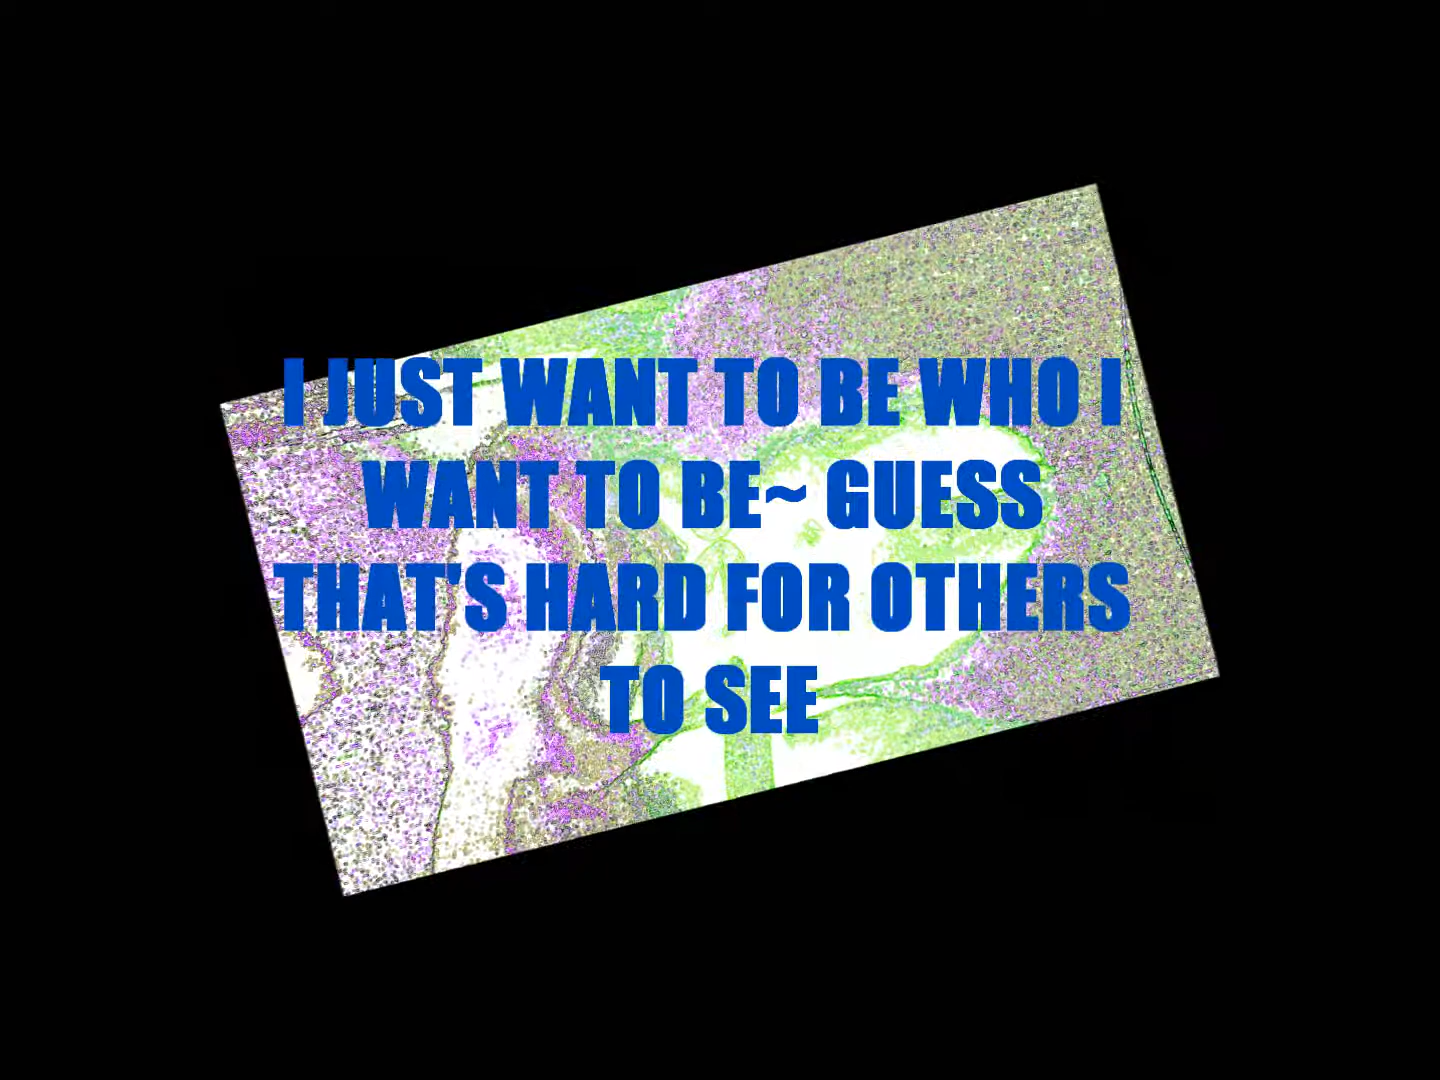 I JUST WANT TO BE WHO I
WANT TO BE~ GUESS
THAT'S HARD FOR OTHERS
TO SEE